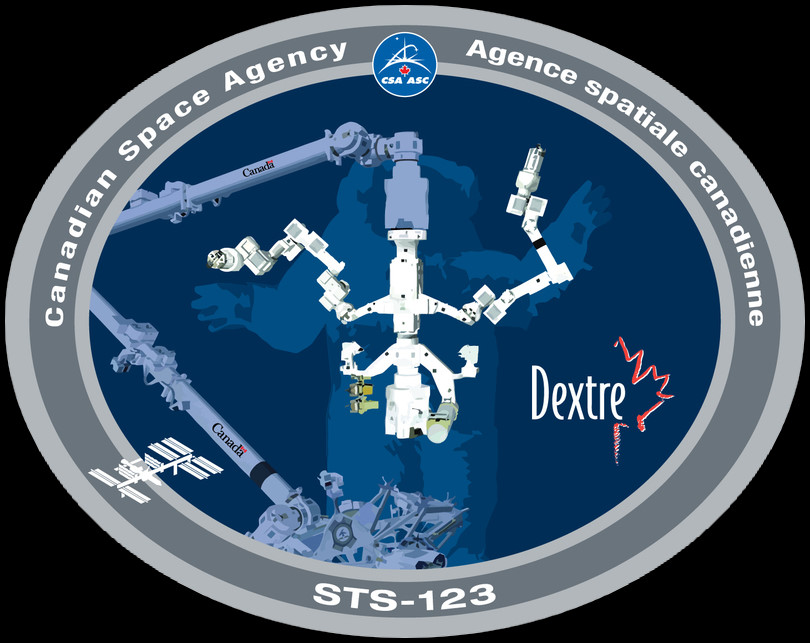 Canadian Space Agency
CSA ASC
Agence spatiale canadienne
Canada
Canada
Dextre
STS-123